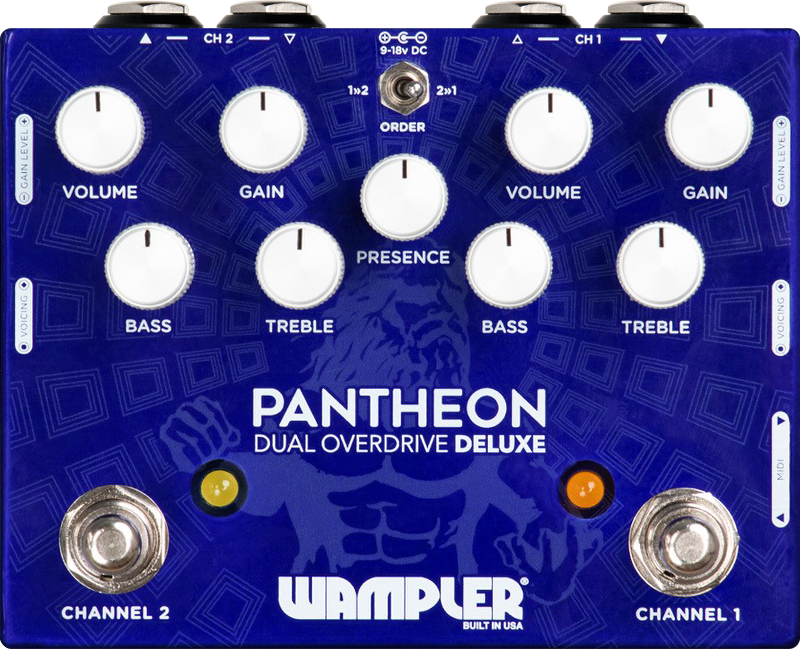 CH 2
9-18v DC
CH 1
1»2
2»1
ORDER
GAIN LEVEL
VOLUME
GAIN
VOLUME
GAIN
GAIN LEVEL
PRESENCE
VOICING
BASS
TREBLE
BASS
TREBLE
VOICING
PANTHEON
DUAL OVERDRIVE DELUXE
MIDI
CHANNEL 2
WAMPLER®
BUILT IN USA
CHANNEL 1